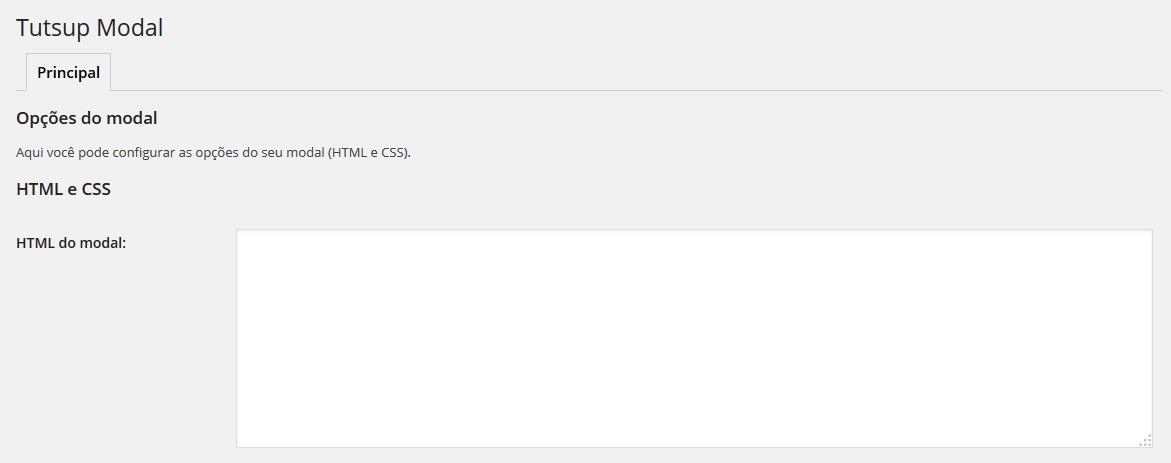 Tutsup Modal
Principal
Opções do modal
Aqui você pode configurar as opções do seu modal (HTML e CSS).
HTML e CSS
HTML do modal: